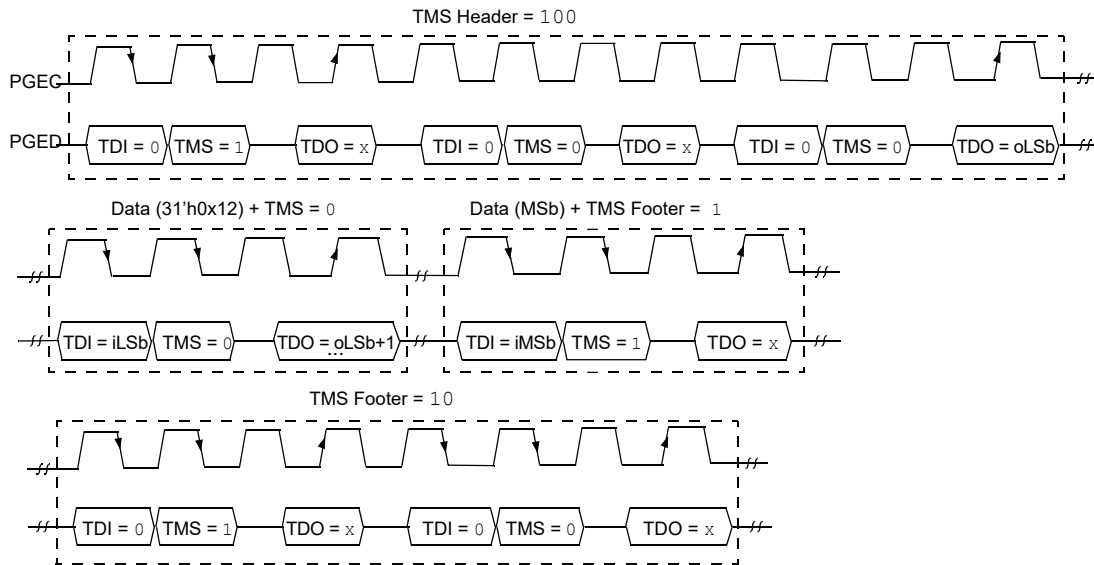 TMS Header = 100
PGEC
PGED TDI = 0 TMS = 1 TDO = x TDI = 0 TMS = 0 TDO = x TDI = 0 TMS = 0 TDO = oLSb
Data (31'h0x12) + TMS = 0 Data (MSb) + TMS Footer = 1
TDI = iLSb TMS = 0 TDO = oLSb+1 TDI = iMSb TMS = 1 TDO = x
...
TMS Footer = 10
TDI = 0 TMS = 1 TDO = x TDI = 0 TMS = 0 TDO = x